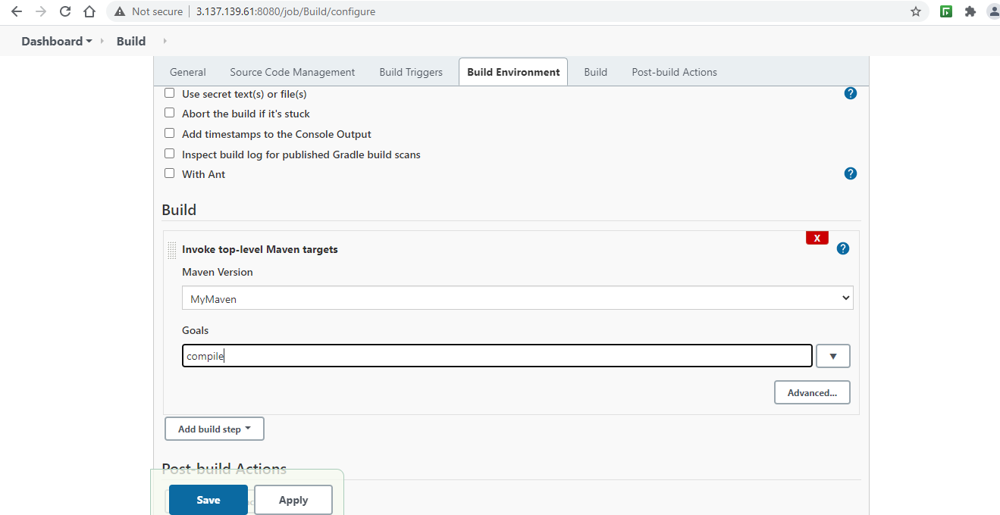 Not secure | 3.137.139.61:8080/job/Build/configure
Dashboard Build
General Source Code Management Build Triggers Build Environment Build Post-build Actions
Use secret text(s) or file(s) ?
Abort the build if it's stuck
Add timestamps to the Console Output
Inspect build log for published Gradle build scans
With Ant ?
Build
X
Invoke top-level Maven targets ?
Maven Version
MyMaven
Goals
compile
Advanced...
Add build step
Post-build Actions
Save Apply